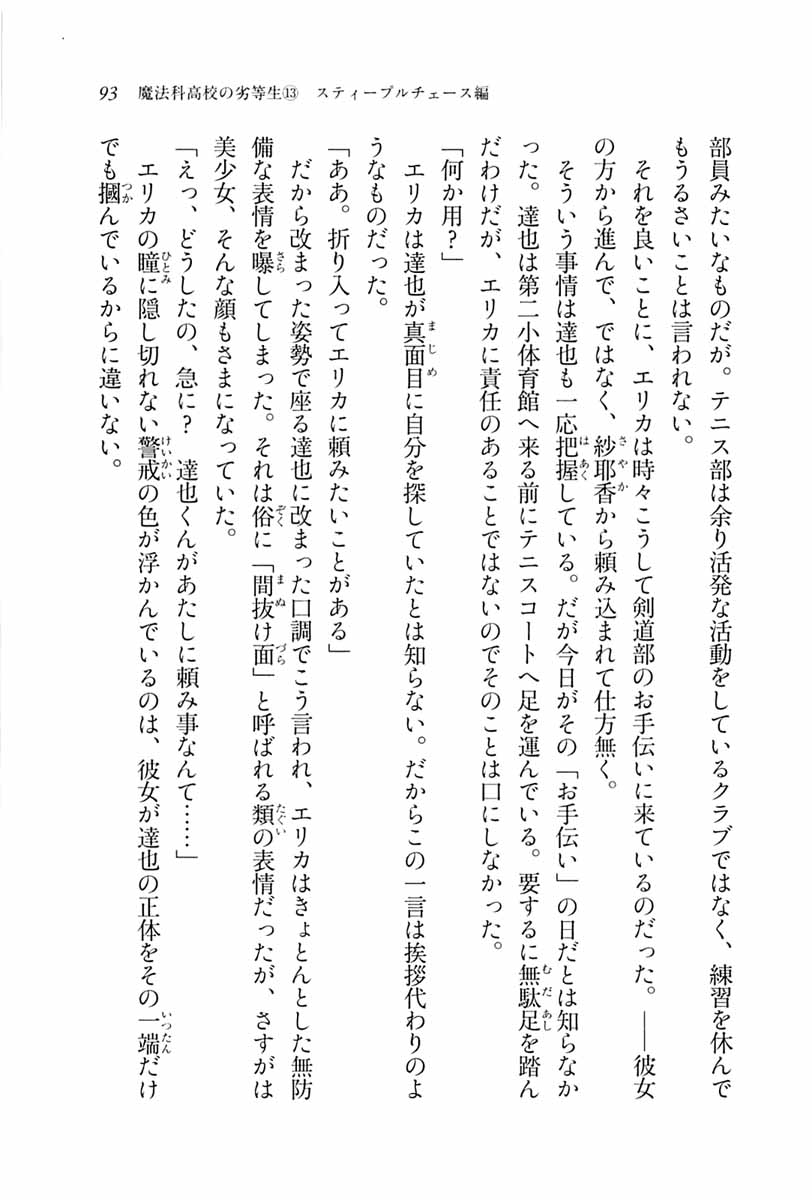 93 魔法科高校の劣等生⑬ スティープルチェース編
部員みたいなものだが。テニス部は余り活発な活動をしているクラブではなく、練習を休んで
もうるさいことは言われない。
それを良いことに、エリカは時々こうして剣道部のお手伝いに来ているのだった。――彼女
の方から進んで、ではなく、紗耶香から頼み込まれて仕方無く。
そういう事情は達也も一応把握している。だが今日がその「お手伝い」の日だとは知らなか
った。達也は第二小体育館へ来る前にテニスコートへ足を運んでいる。要するに無駄足を踏ん
だわけだが、エリカに責任のあることではないのでそのことは口にしなかった。
「何か用？」
エリカは達也が真面目に自分を探していたとは知らない。だからこの一言は挨拶代わりのよ
うなものだった。
「ああ。折り入ってエリカに頼みたいことがある」
だから改まった姿勢で座る達也に改まった口調でこう言われ、エリカはきょとんとした無防
備な表情を曝してしまった。それは俗に「間抜け面」と呼ばれる類の表情だったが、さすがは
美少女、そんな顔もさまになっていた。
「えっ、どうしたの、急に？ 達也くんがあたしに頼み事なんて……」
エリカの瞳に隠し切れない警戒の色が浮かんでいるのは、彼女が達也の正体をその一端だけ
でも摑んでいるからに違いない。